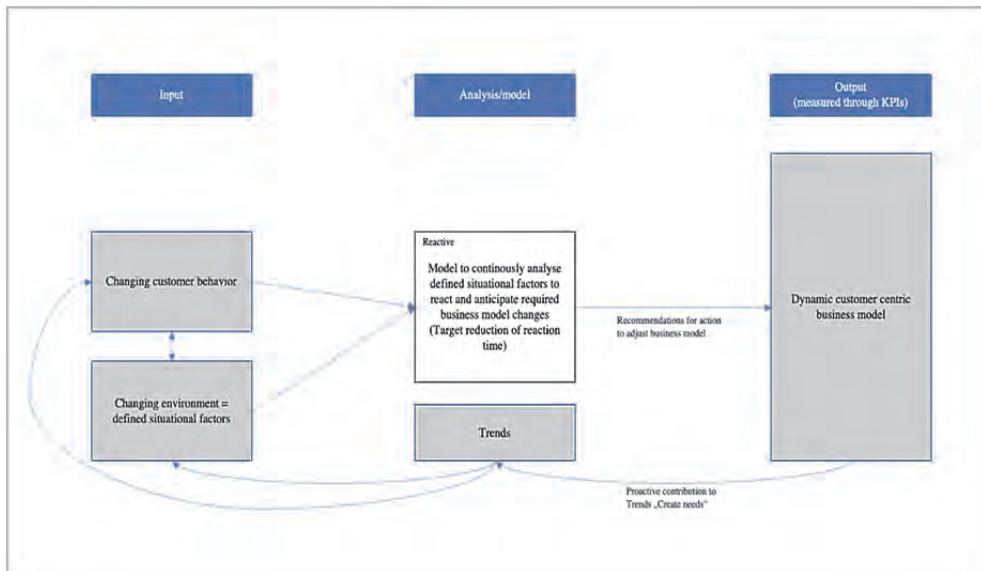 Input
Analysis/model
Output
(measured through KPIs)
Changing customer behavior
Changing environment =
defined situational factors
Reactive
Model to continously analyse
defined situational factors to
react and anticipate required
business model changes
(Target reduction of reaction
time)
Trends
Recommendations for action
to adjust business model
Dynamic customer centric
business model
Proactive contribution to
Trends „Create needs“